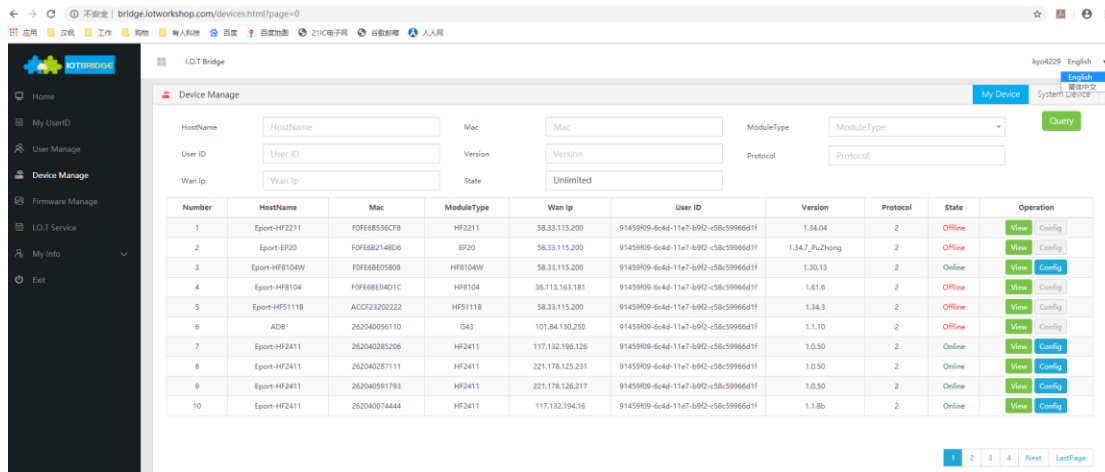 不安全 | bridge.iotworkshop.com/devices.html?page=0
应用 汉枫 工作 购物 有人科技 百度 百度地图 21IC电子网 谷歌邮箱 人人网
IOTBRIDGE
I.O.T Bridge
kyo4229 English
English
简体中文
Home
My UserID
User Manage
Device Manage
Firmware Manage
I.O.T Service
My Info
Exit
Device Manage
My Device System Device
HostName HostName Mac Mac ModuleType ModuleType Query
User ID User ID Version Version Protocol Protocol
Wan Ip Wan Ip State Unlimited
Number HostName Mac ModuleType Wan Ip User ID Version Protocol State Operation
1 Eport-HF2211 F0FE6B536CF8 HF2211 58.33.115.200 91459f09-6c4d-11e7-b9f2-c58c59966d1f 1.34.04 2 Offline View Config
2 Eport-EP20 F0FE6B2148D6 EP20 58.33.115.200 91459f09-6c4d-11e7-b9f2-c58c59966d1f 1.34.7_PuZhong 2 Offline View Config
3 Eport-HF8104W F0FE6BE05808 HF8104W 58.33.115.200 91459f09-6c4d-11e7-b9f2-c58c59966d1f 1.30.13 2 Online View Config
4 Eport-HF8104 F0FE6BE04D1C HF8104 36.113.163.181 91459f09-6c4d-11e7-b9f2-c58c59966d1f 1.61.6 2 Offline View Config
5 Eport-HF5111B ACCF23202222 HF5111B 58.33.115.200 91459f09-6c4d-11e7-b9f2-c58c59966d1f 1.34.3 2 Offline View Config
6 ADB 262040056110 G43 101.84.130.250 91459f09-6c4d-11e7-b9f2-c58c59966d1f 1.1.10 2 Offline View Config
7 Eport-HF2411 262040285206 HF2411 117.132.196.126 91459f09-6c4d-11e7-b9f2-c58c59966d1f 1.0.50 2 Online View Config
8 Eport-HF2411 262040287111 HF2411 221.178.125.231 91459f09-6c4d-11e7-b9f2-c58c59966d1f 1.0.50 2 Online View Config
9 Eport-HF2411 262040591793 HF2411 221.178.126.217 91459f09-6c4d-11e7-b9f2-c58c59966d1f 1.0.50 2 Online View Config
10 Eport-HF2411 262040074444 HF2411 117.132.194.16 91459f09-6c4d-11e7-b9f2-c58c59966d1f 1.1.8b 2 Online View Config
1 2 3 4 Next LastPage